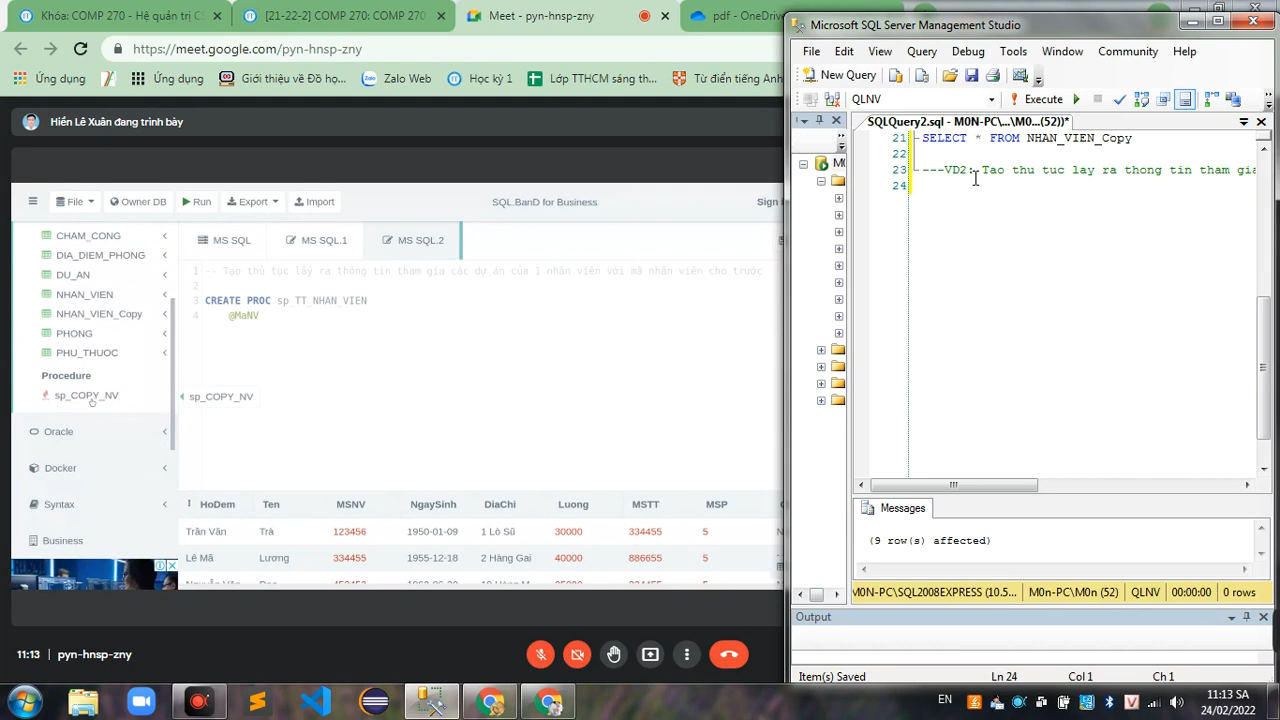 Khóa: COMP 270 - Hệ quản trị CS
[21-22-2] COMP 270: COMP 270
Meet - pyn-hnsp-zny
pdf - OneDrive
https://meet.google.com/pyn-hnsp-zny
Ứng dụng
Ứng dụng
Giới thiệu về Đồ họ...
Zalo Web
Học kỳ 1
Lớp TTHCM sáng th...
Từ điển tiếng Anh
Hiển Lê Xuân đang trình bày
File
Owner DB
Run
Export
Import
SQL.BanD for Business
Sign
CHAM_CONG
DIA_DIEM_PHONG
DU_AN
NHAN_VIEN
NHAN_VIEN_Copy
PHONG
PHU_THUOC
Procedure
sp_COPY_NV
Oracle
Docker
Syntax
Business
MS SQL
MS SQL.1
MS SQL.2
1 -- Tạo thủ tục lấy ra thông tin tham gia các dự án của 1 nhân viên với mã nhân viên cho trước
2
3 CREATE PROC sp_TT_NHAN_VIEN
4 @MaNV
sp_COPY_NV
HoDem Ten MSNV NgaySinh DiaChi Luong MSTT MSP
Trần Văn Trà 123456 1950-01-09 1 Lò Sũ 30000 334455 5
Lê Mã Lương 334455 1955-12-18 2 Hàng Gai 40000 886655 5
11:13 pyn-hnsp-zny
Microsoft SQL Server Management Studio
File Edit View Query Debug Tools Window Community Help
New Query
QLNV
Execute
SQLQuery2.sql - M0N-PC\...\M0...(52))*
M0
21 SELECT * FROM NHAN_VIEN_Copy
22
23 ---VD2: Tao thu tuc lay ra thong tin tham gia
24
Messages
(9 row(s) affected)
M0N-PC\SQL2008EXPRESS (10.5... M0n-PC\M0n (52) QLNV 00:00:00 0 rows
Output
Item(s) Saved Ln 24 Col 1 Ch 1
EN
11:13 SA
24/02/2022